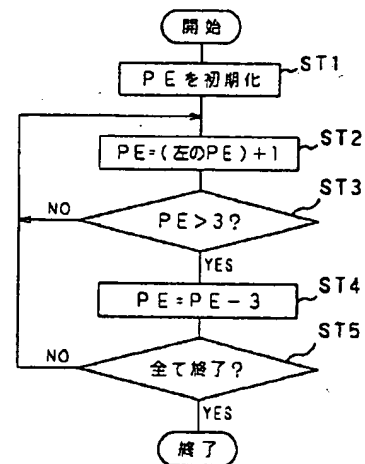 開始
PEを初期化
ST1
PE=(左のPE)+1
ST2
PE>3?
ST3
NO
YES
PE=PE-3
ST4
全て終了?
ST5
NO
YES
終了